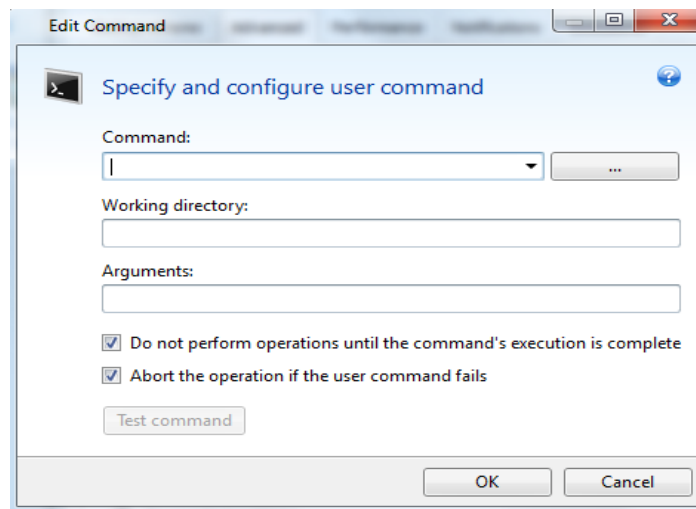 Edit Command
Specify and configure user command
Command:
...
Working directory:
Arguments:
Do not perform operations until the command's execution is complete
Abort the operation if the user command fails
Test command
OK Cancel